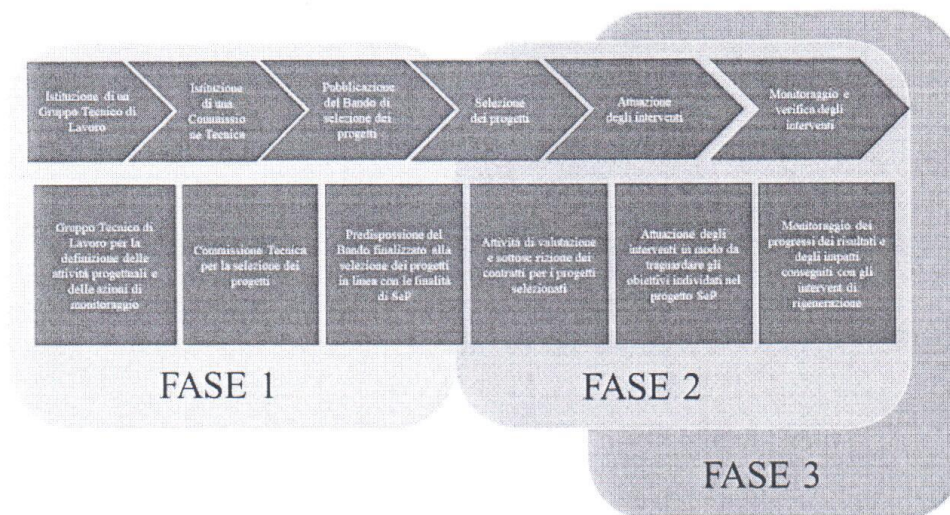 Istituzione di un
Gruppo Tecnico di
Lavoro
Istituzione
di una
Commissio
ne Tecnica
Pubblicazione
del Bando di
selezione dei
progetti
Selezione
dei progetti
Attuazione
degli interventi
Monitoraggio e
verifica degli
interventi
Gruppo Tecnico di
Lavoro per la
definizione delle
attività progettuali e
delle azioni di
monitoraggio
Commissione Tecnica
per la selezione dei
progetti
Predisposizione del
Bando finalizzato alla
selezione dei progetti
in linea con le finalità
di SeP
Attività di valutazione
e sottoscrizione dei
contratti per i progetti
selezionati
Attuazione degli
interventi in modo da
traguardare gli
obiettivi individuati nel
progetto SeP
Monitoraggio dei
progressi dei risultati e
degli impatti
conseguiti con gli
intervent di
rigenerazione
FASE 1
FASE 2
FASE 3